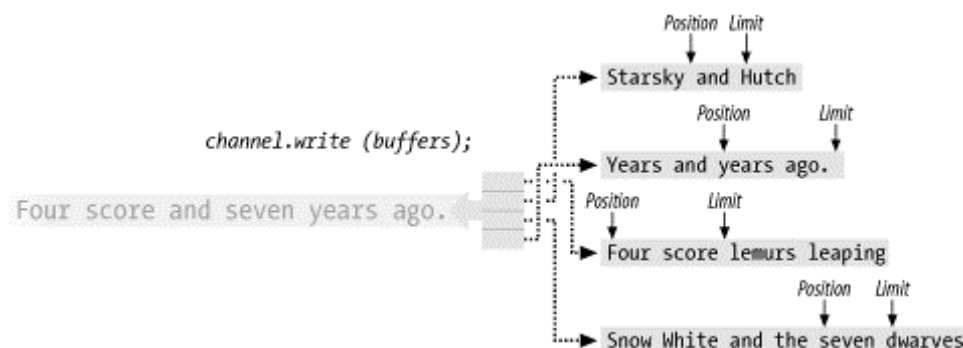 Position Limit
Starsky and Hutch
Position Limit
channel.write (buffers);
Years and years ago.
Position Limit
Four score and seven years ago.
Four score lemurs leaping
Position Limit
Snow White and the seven dwarves